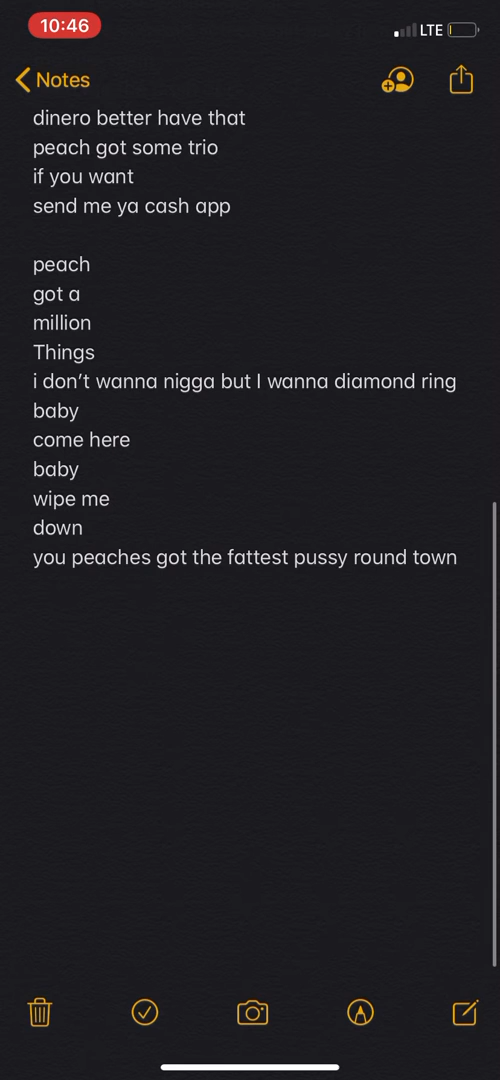 10:46
LTE
Notes
dinero better have that
peach got some trio
if you want
send me ya cash app
peach
got a
million
Things
i don’t wanna nigga but I wanna diamond ring
baby
come here
baby
wipe me
down
you peaches got the fattest pussy round town